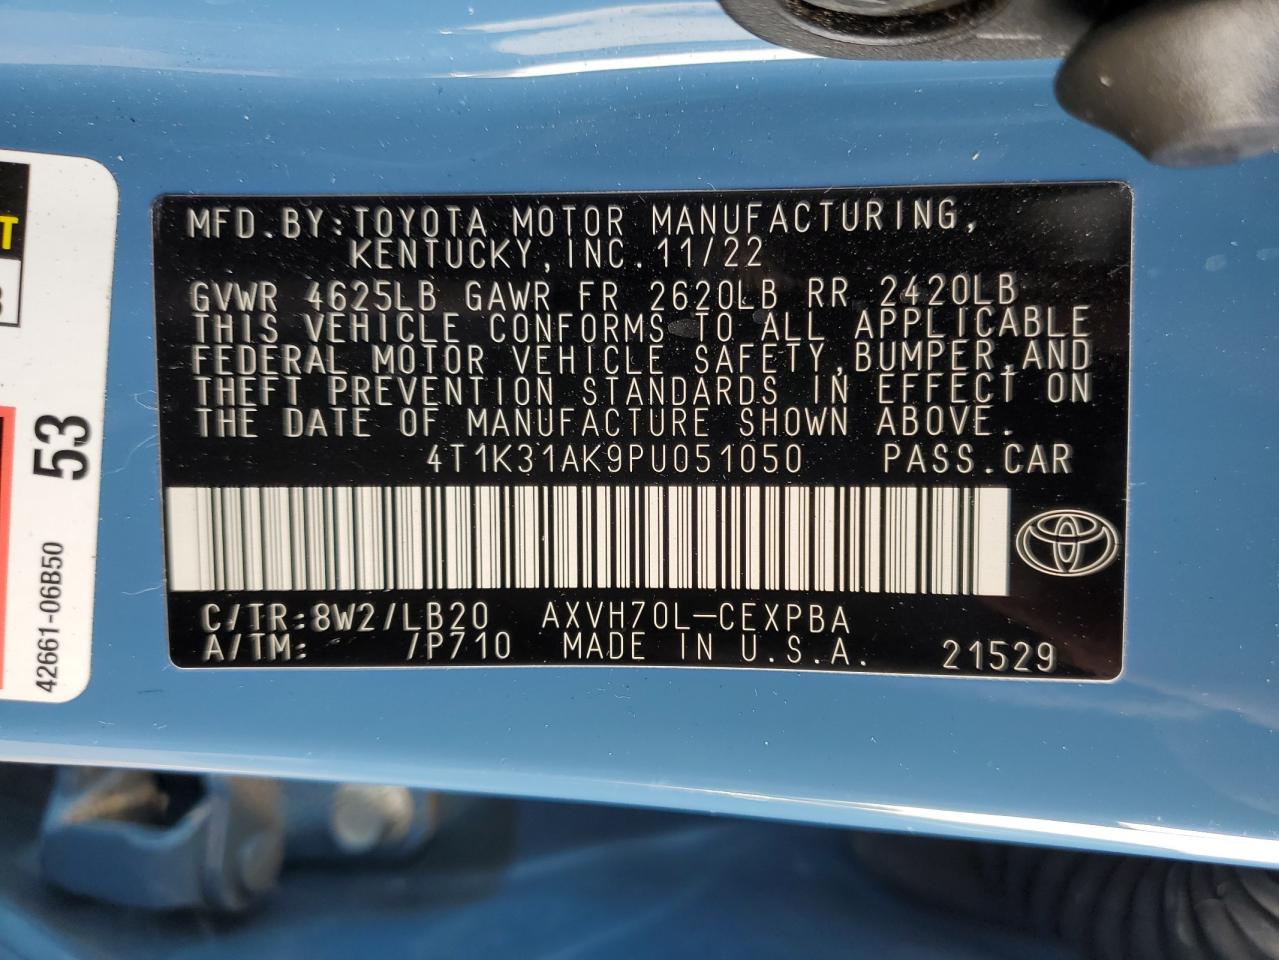 MFD.BY:TOYOTA MOTOR MANUFACTURING,
KENTUCKY,INC.11/22
GVWR 4625LB GAWR FR 2620LB RR 2420LB
THIS VEHICLE CONFORMS TO ALL APPLICABLE
FEDERAL MOTOR VEHICLE SAFETY,BUMPER,AND
THEFT PREVENTION STANDARDS IN EFFECT ON
THE DATE OF MANUFACTURE SHOWN ABOVE.
4T1K31AK9PU051050 PASS.CAR
C/TR:8W2/LB20 AXVH70L-CEXPBA
A/TM: /P710 MADE IN U.S.A. 21529
53
42661-06B50